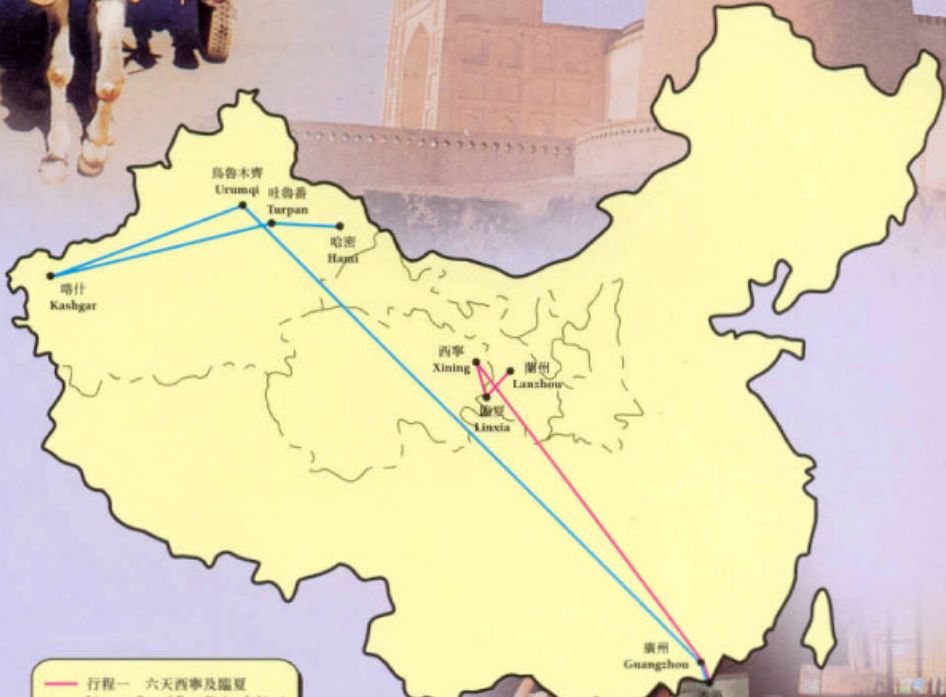 烏魯木齊
Urumqi
吐魯番
Turpan
哈密
Hami
喀什
Kashgar
西寧
Xining
蘭州
Lanzhou
臨夏
Linxia
廣州
Guangzhou
行程一 六天西寧及臨夏